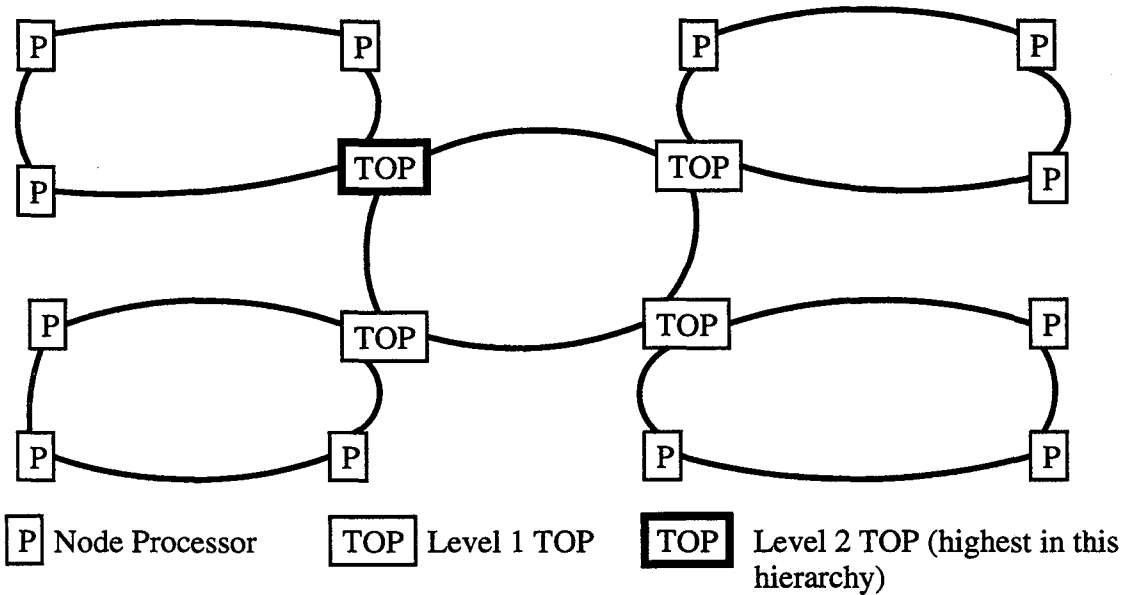 P P P P
TOP TOP
P P
P TOP TOP P
P P P P
P Node Processor TOP Level 1 TOP TOP Level 2 TOP (highest in this
hierarchy)